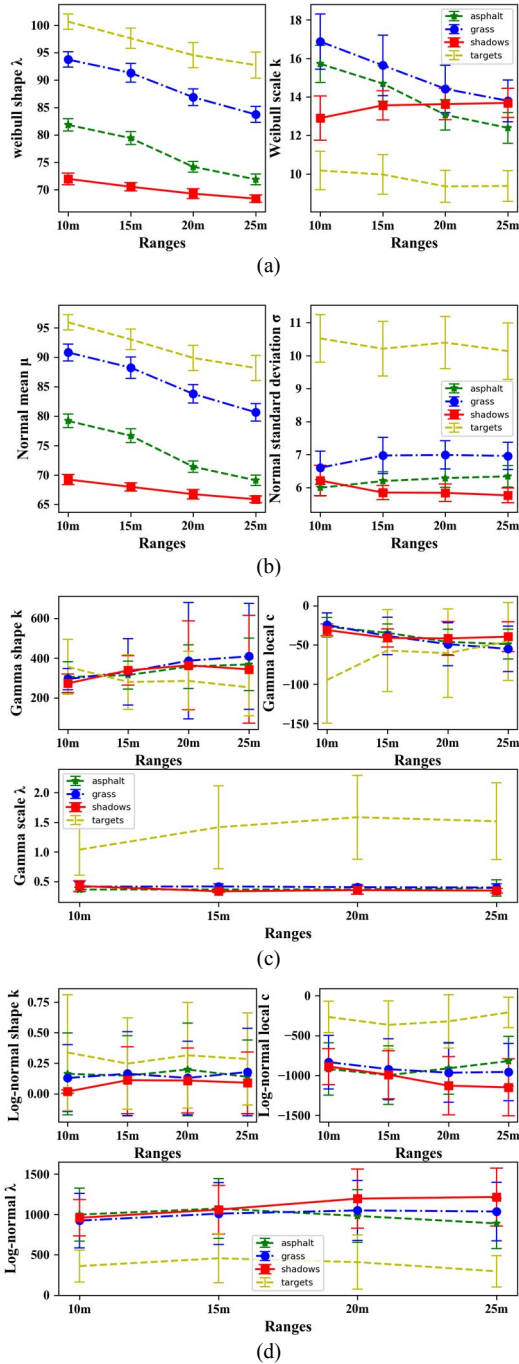 weibull shape λ
100
95
90
85
80
75
70
10m 15m 20m 25m
Ranges
Weibull scale k
18
16
14
12
10
asphalt
grass
shadows
targets
10m 15m 20m 25m
Ranges
(a)
Normal mean μ
95
90
85
80
75
70
65
10m 15m 20m 25m
Ranges
Normal standard deviation σ
11
10
9
8
7
6
asphalt
grass
shadows
targets
10m 15m 20m 25m
Ranges
(b)
Gamma shape k
600
400
200
10m 15m 20m 25m
Ranges
Gamma local c
0
−50
−100
−150
10m 15m 20m 25m
Ranges
Gamma scale λ
2.0
1.5
1.0
0.5
asphalt
grass
shadows
targets
10m 15m 20m 25m
Ranges
(c)
Log-normal shape k
0.75
0.50
0.25
0.00
10m 15m 20m 25m
Ranges
Log-normal local c
0
−500
−1000
−1500
10m 15m 20m 25m
Ranges
Log-normal λ
1500
1000
500
0
asphalt
grass
shadows
targets
10m 15m 20m 25m
Ranges
(d)